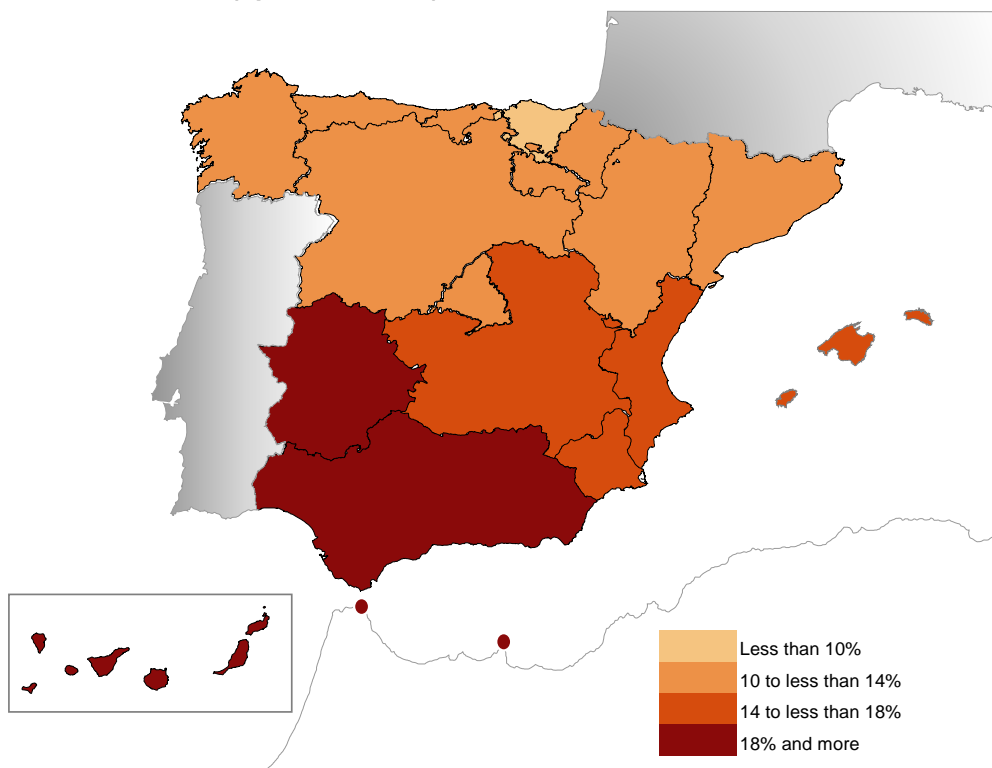 Less than 10%
10 to less than 14%
14 to less than 18%
18% and more